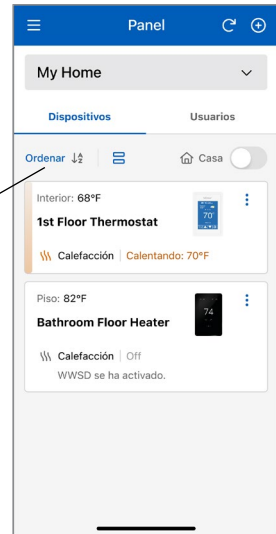 Panel
My Home
Dispositivos Usuarios
Ordenar Casa
Interior: 68°F
1st Floor Thermostat
70°
Calefacción | Calentando: 70°F
Piso: 82°F
Bathroom Floor Heater
74
Calefacción | Off
WWSD se ha activado.